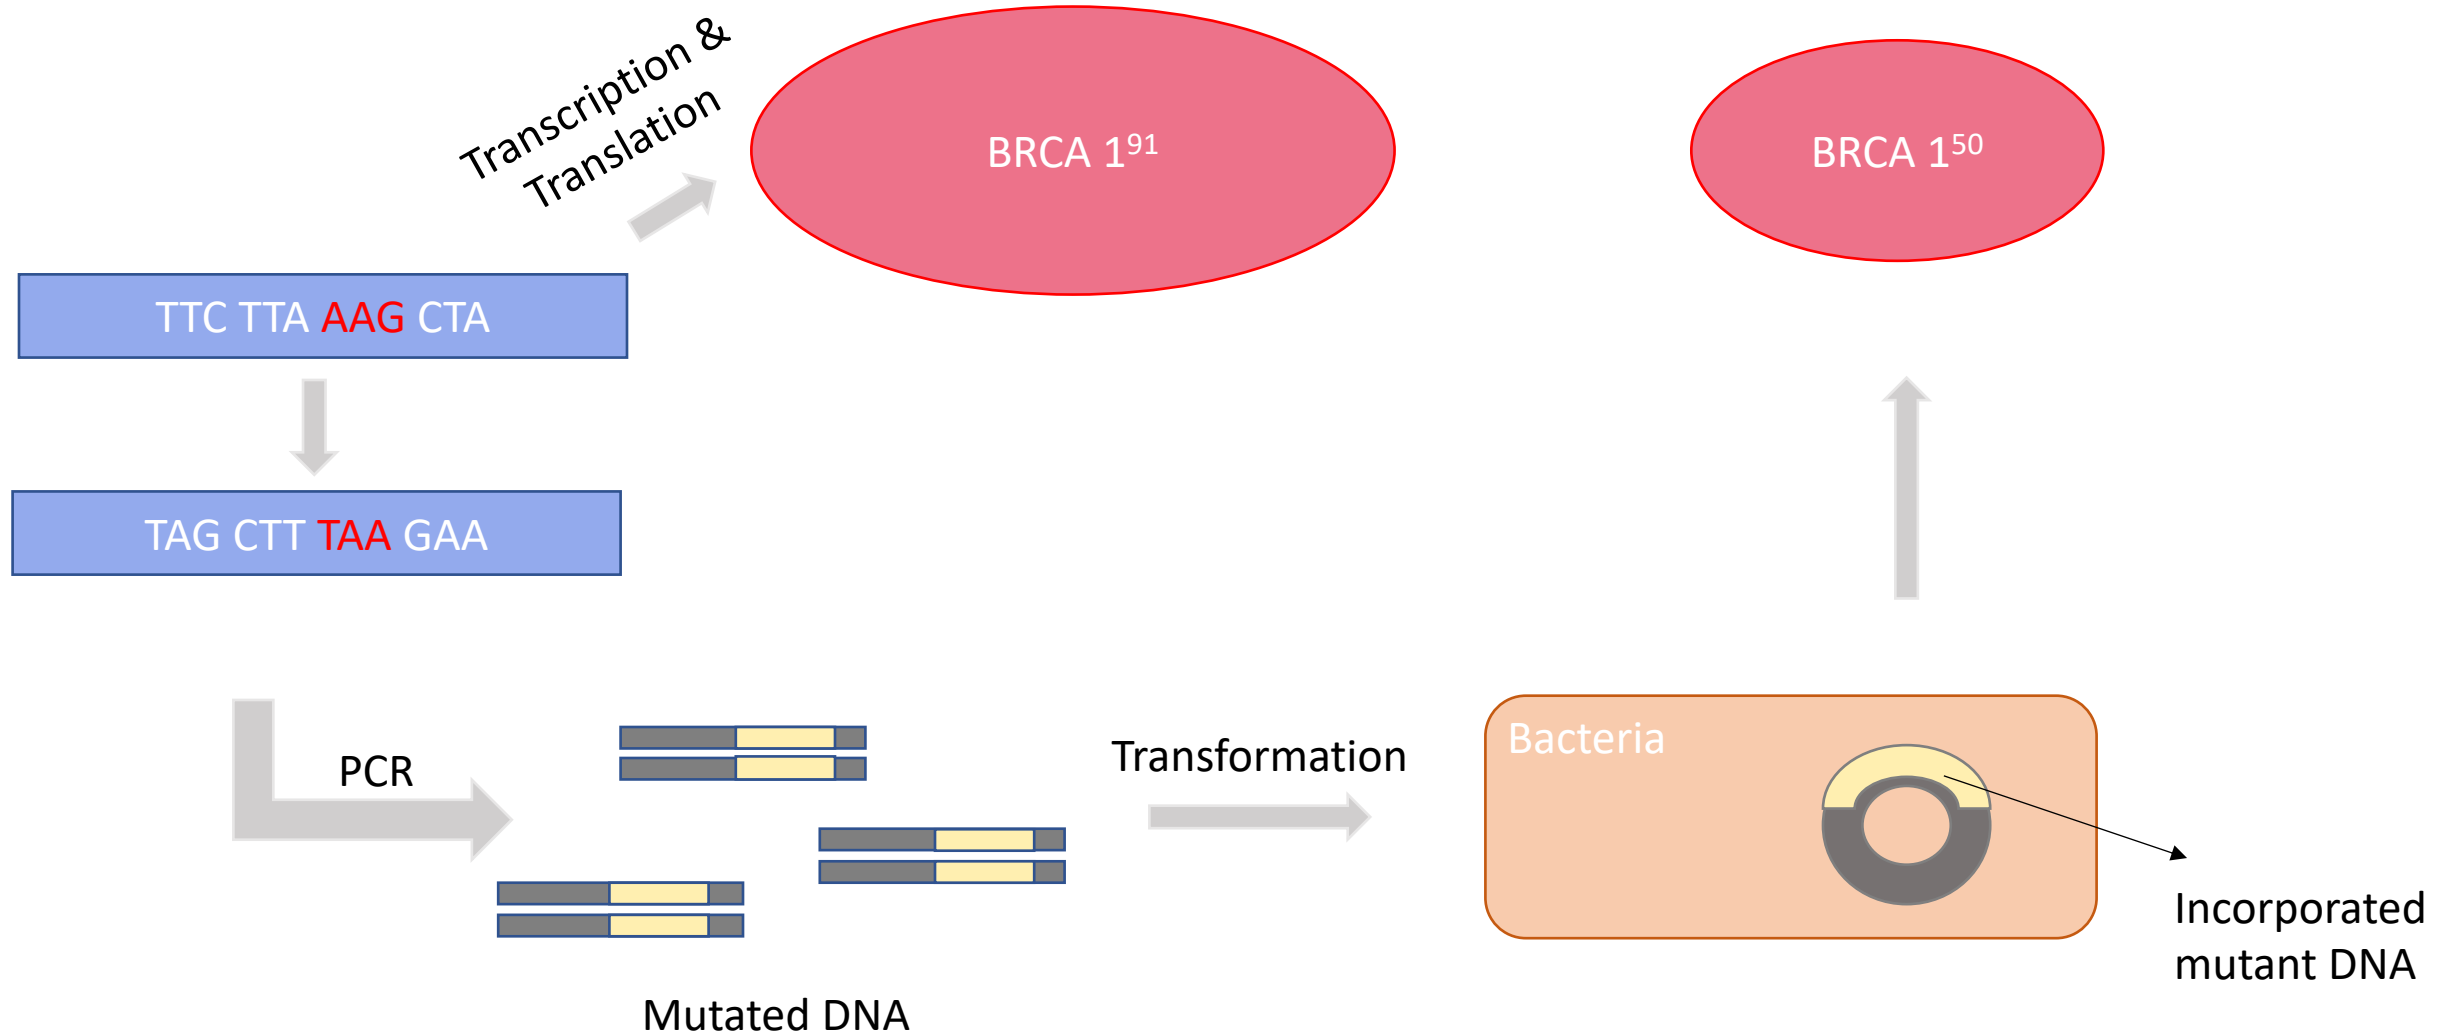 Transcription &
Translation
BRCA 1⁹¹
BRCA 1⁵⁰
TTC TTA AAG CTA
TAG CTT TAA GAA
PCR
Transformation
Bacteria
Incorporated
mutant DNA
Mutated DNA